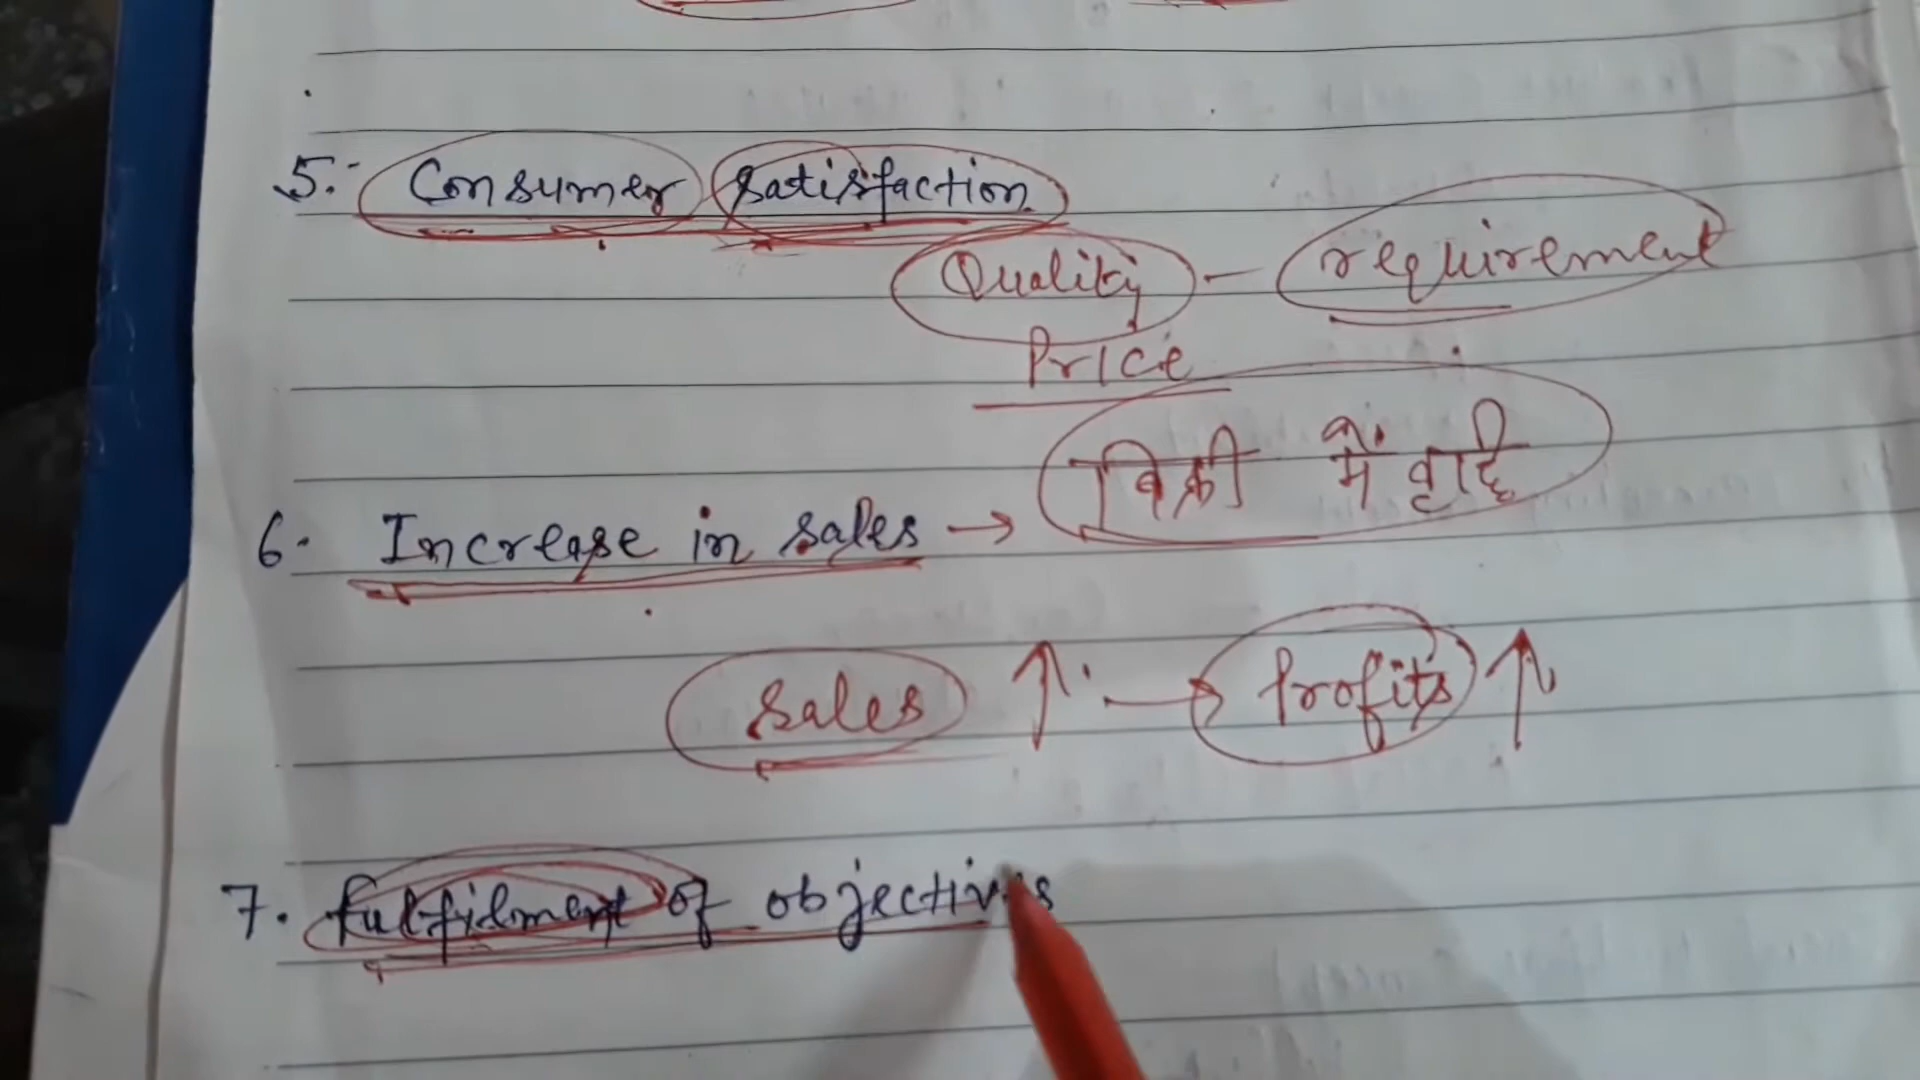 5. Consumer satisfaction
Quality - requirement
Price
बिक्री में वृद्धि
6. Increase in sales →
sales ↑ → Profits ↑
7. fulfilment of objectives